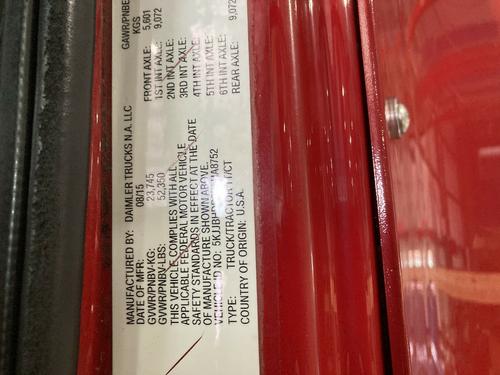 MANUFACTURED BY: DAIMLER TRUCKS N.A. LLC
DATE OF MFR: 08/15
GVWR/PNBV-KG: 23,745
GVWR/PNBV-LBS: 52,350
THIS VEHICLE COMPLIES WITH ALL
APPLICABLE FEDERAL MOTOR VEHICLE
SAFETY STANDARDS IN EFFECT AT THE DATE
OF MANUFACTURE SHOWN ABOVE.
VEHICLE ID NO:
TYPE: TRUCK/TRACTOR
COUNTRY OF ORIGIN: U.S.A.
GAWR/PNBE
KGS
FRONT AXLE: 5,601
1ST INT AXLE: 9,072
2ND INT AXLE:
3RD INT AXLE:
4TH INT AXLE:
5TH INT AXLE:
6TH INT AXLE:
REAR AXLE: 9,072